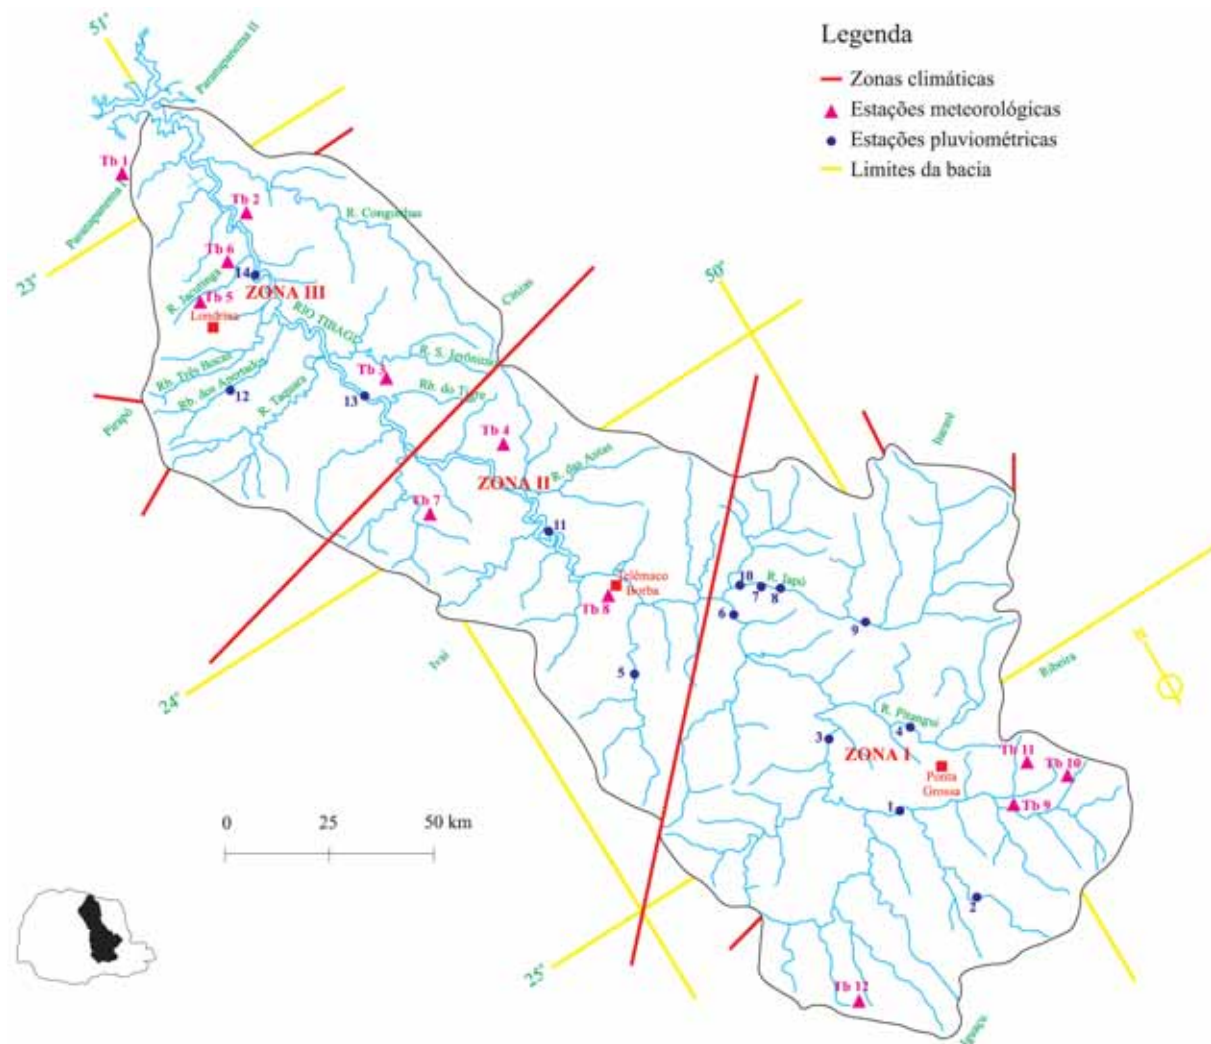 Legenda
Zonas climáticas
Estações meteorológicas
Estações pluviométricas
Limites da bacia
51°
Paranapanema II
Tb 1
Paranapanema I
23°
Tb 2
R. Congonhas
Tb 6
14
R. Jacutinga
ZONA III
Tb 5
Londrina
RIO TIBAGI
Cinzas
50°
Rb. Três Bocas
Rb. dos Apertados
12
R. Taquara
Tb 3
R. S. Jerônimo
Rb. do Tigre
13
Pirapó
Tb 4
R. das Antas
ZONA II
Tb 7
11
Itararé
Telêmaco
Borba
Tb 8
10
R. Iapó
7
8
6
9
5
24°
Ivaí
Ribeira
N
R. Pitangui
4
3
ZONA I
Tb 11
Tb 10
Ponta
Grossa
1
Tb 9
2
0
25
50 km
25°
Tb 12
Iguaçu